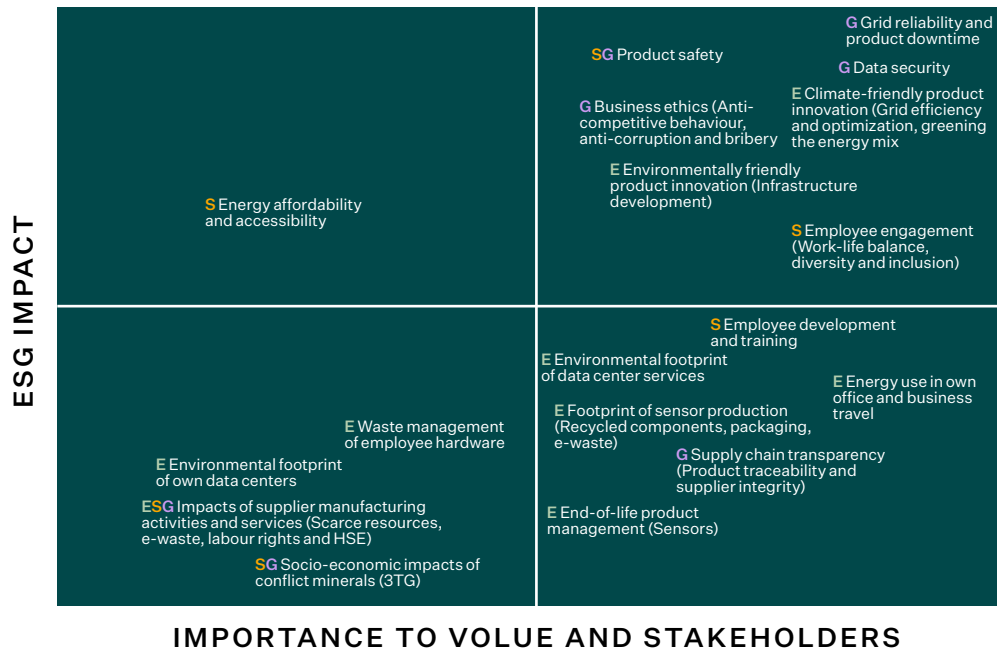 G Grid reliability and
product downtime
SG Product safety
G Data security
E Climate-friendly product
innovation (Grid efficiency
and optimization, greening
the energy mix
G Business ethics (Anti-
competitive behaviour,
anti-corruption and bribery
E Environmentally friendly
product innovation (Infrastructure
development)
S Energy affordability
and accessibility
S Employee engagement
(Work-life balance,
diversity and inclusion)
ESG IMPACT
S Employee development
and training
E Environmental footprint
of data center services
E Energy use in own
office and business
travel
E Footprint of sensor production
(Recycled components, packaging,
e-waste)
E Waste management
of employee hardware
G Supply chain transparency
(Product traceability and
supplier integrity)
E Environmental footprint
of own data centers
ESG Impacts of supplier manufacturing
activities and services (Scarce resources,
e-waste, labour rights and HSE)
E End-of-life product
management (Sensors)
SG Socio-economic impacts of
conflict minerals (3TG)
IMPORTANCE TO VOLUE AND STAKEHOLDERS